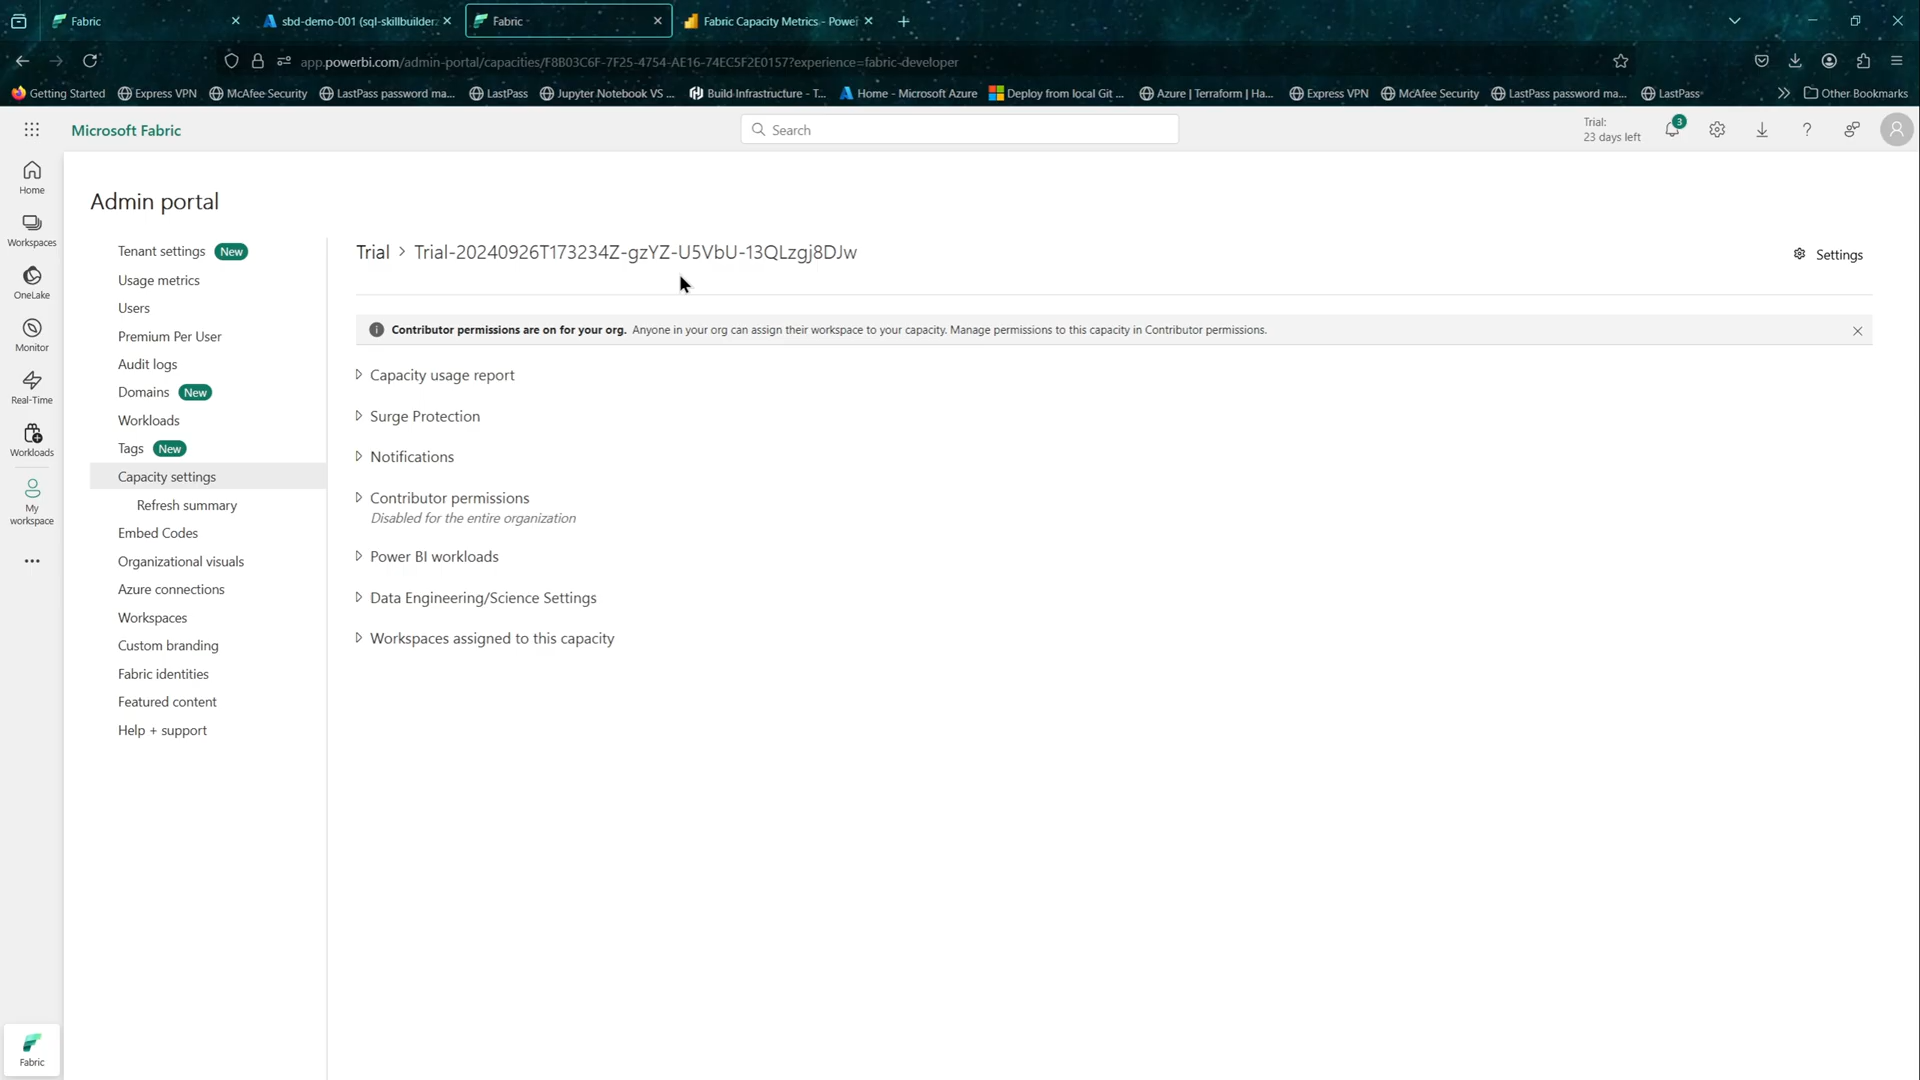 Fabric
sbd-demo-001 (sql-skillbuilder.
Fabric
Fabric Capacity Metrics - Power
app.powerbi.com/admin-portal/capacities/F8B03C6F-7F25-4754-AE16-74EC5F2E0157?experience=fabric-developer
Getting Started
Express VPN
McAfee Security
LastPass password ma...
LastPass
Jupyter Notebook VS ...
Build Infrastructure - T...
Home - Microsoft Azure
Deploy from local Git ...
Azure | Terraform | Ha...
Express VPN
McAfee Security
LastPass password ma...
LastPass
Other Bookmarks
Microsoft Fabric
Search
Trial:
23 days left
3
Home
Workspaces
OneLake
Monitor
Real-Time
Workloads
My
workspace
Fabric
Admin portal
Tenant settings New
Usage metrics
Users
Premium Per User
Audit logs
Domains New
Workloads
Tags New
Capacity settings
Refresh summary
Embed Codes
Organizational visuals
Azure connections
Workspaces
Custom branding
Fabric identities
Featured content
Help + support
Trial > Trial-20240926T173234Z-gzYZ-U5VbU-13QLzgj8DJw
Settings
Contributor permissions are on for your org. Anyone in your org can assign their workspace to your capacity. Manage permissions to this capacity in Contributor permissions.
Capacity usage report
Surge Protection
Notifications
Contributor permissions
Disabled for the entire organization
Power BI workloads
Data Engineering/Science Settings
Workspaces assigned to this capacity